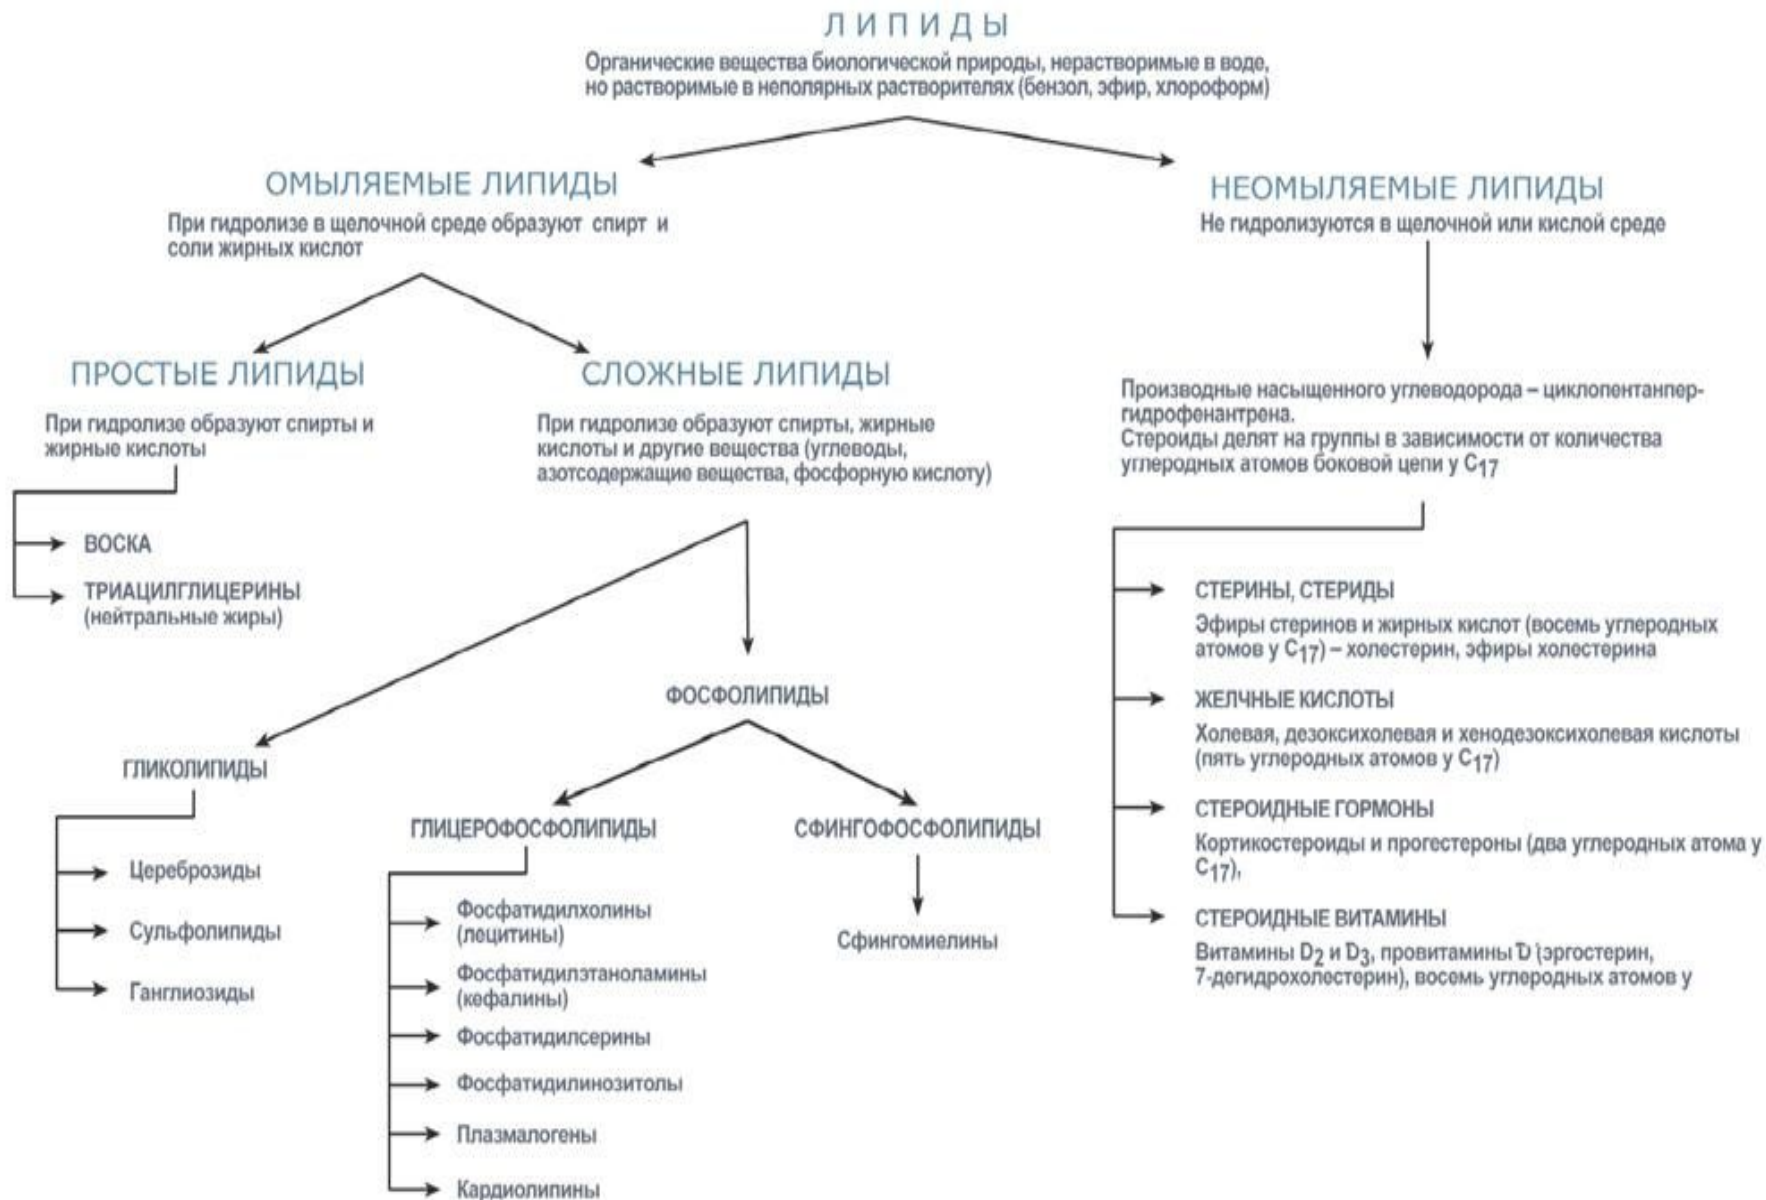 ЛИПИДЫ
Органические вещества биологической природы, нерастворимые в воде,
но растворимые в неполярных растворителях (бензол, эфир, хлороформ)
ОМЫЛЯЕМЫЕ ЛИПИДЫ
При гидролизе в щелочной среде образуют спирт и
соли жирных кислот
НЕОМЫЛЯЕМЫЕ ЛИПИДЫ
Не гидролизуются в щелочной или кислой среде
ПРОСТЫЕ ЛИПИДЫ
При гидролизе образуют спирты и
жирные кислоты
ВОСКА
ТРИАЦИЛГЛИЦЕРИНЫ
(нейтральные жиры)
СЛОЖНЫЕ ЛИПИДЫ
При гидролизе образуют спирты, жирные
кислоты и другие вещества (углеводы,
азотсодержащие вещества, фосфорную кислоту)
ГЛИКОЛИПИДЫ
Цереброзиды
Сульфолипиды
Ганглиозиды
ФОСФОЛИПИДЫ
ГЛИЦЕРОФОСФОЛИПИДЫ
Фосфатидилхолины
(лецитины)
Фосфатидилэтаноламины
(кефалины)
Фосфатидилсерины
Фосфатидилинозитолы
Плазмалогены
Кардиолипины
СФИНГОФОСФОЛИПИДЫ
Сфингомиелины
Производные насыщенного углеводорода – циклопентанпер-
гидрофенантрена.
Стероиды делят на группы в зависимости от количества
углеродных атомов боковой цепи у C17
СТЕРИНЫ, СТЕРИДЫ
Эфиры стеринов и жирных кислот (восемь углеродных
атомов у C17) – холестерин, эфиры холестерина
ЖЕЛЧНЫЕ КИСЛОТЫ
Холевая, дезоксихолевая и хенодезоксихолевая кислоты
(пять углеродных атомов у C17)
СТЕРОИДНЫЕ ГОРМОНЫ
Кортикостероиды и прогестероны (два углеродных атома у
C17),
СТЕРОИДНЫЕ ВИТАМИНЫ
Витамины D2 и D3, провитамины D (эргостерин,
7-дегидрохолестерин), восемь углеродных атомов у